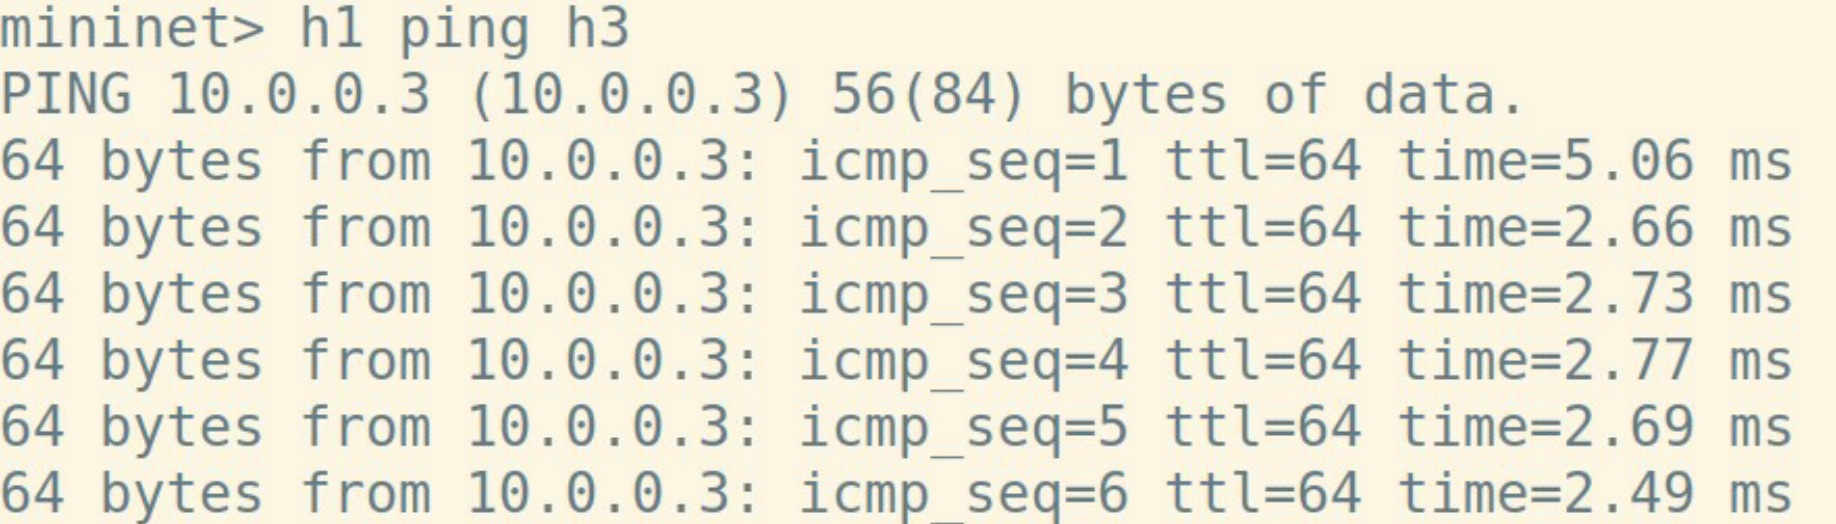 mininet> h1 ping h3
PING 10.0.0.3 (10.0.0.3) 56(84) bytes of data.
64 bytes from 10.0.0.3: icmp_seq=1 ttl=64 time=5.06 ms
64 bytes from 10.0.0.3: icmp_seq=2 ttl=64 time=2.66 ms
64 bytes from 10.0.0.3: icmp_seq=3 ttl=64 time=2.73 ms
64 bytes from 10.0.0.3: icmp_seq=4 ttl=64 time=2.77 ms
64 bytes from 10.0.0.3: icmp_seq=5 ttl=64 time=2.69 ms
64 bytes from 10.0.0.3: icmp_seq=6 ttl=64 time=2.49 ms